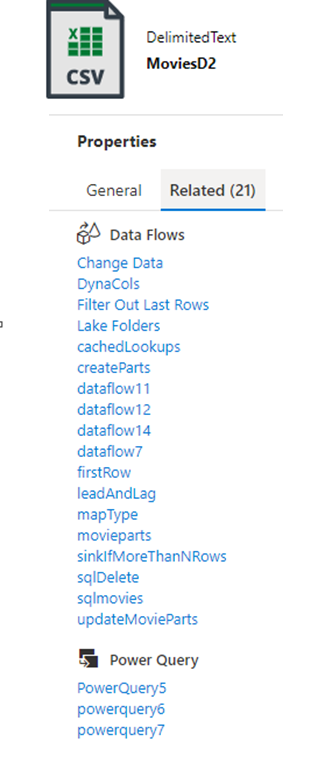 X
CSV
DelimitedText
MoviesD2
Properties
General
Related (21)
Data Flows
Change Data
DynaCols
Filter Out Last Rows
Lake Folders
cachedLookups
createParts
dataflow11
dataflow12
dataflow14
dataflow7
firstRow
leadAndLag
mapType
movieparts
sinkIfMoreThanNRows
sqlDelete
sqlmovies
updateMovieParts
Power Query
PowerQuery5
powerquery6
powerquery7